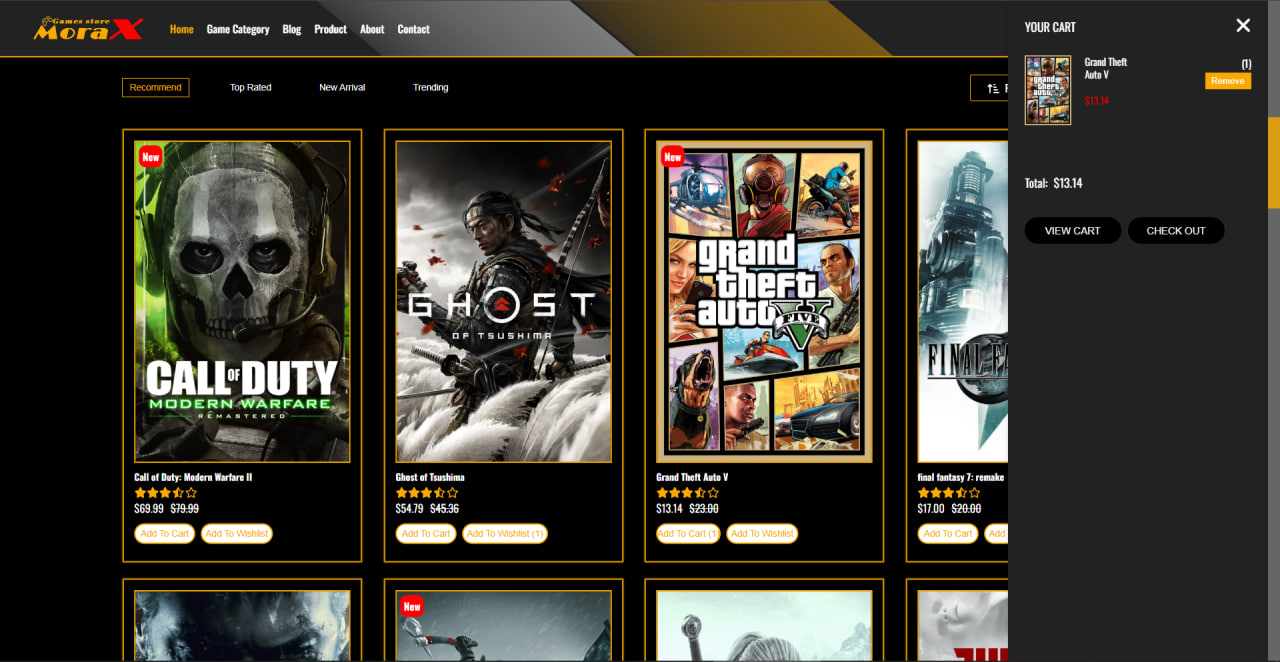 Games store
MoraX
Home
Game Category
Blog
Product
About
Contact
Recommend
Top Rated
New Arrival
Trending
New
CALL OF DUTY
MODERN WARFARE
REMASTERED
Call of Duty: Modern Warfare II
$69.99 $79.99
Add To Cart
Add To Wishlist
GHOST
OF TSUSHIMA
Ghost of Tsushima
$54.79 $45.36
Add To Cart
Add To Wishlist (1)
New
grand
theft
auto V
FIVE
Grand Theft Auto V
$13.14 $23.00
Add To Cart (1)
Add To Wishlist
FINAL FA
final fantasy 7: remake
$17.00 $20.00
Add To Cart
Add
New
YOUR CART
grand
theft
auto
Grand Theft
Auto V
$13.14
(1)
Remove
Total: $13.14
VIEW CART
CHECK OUT